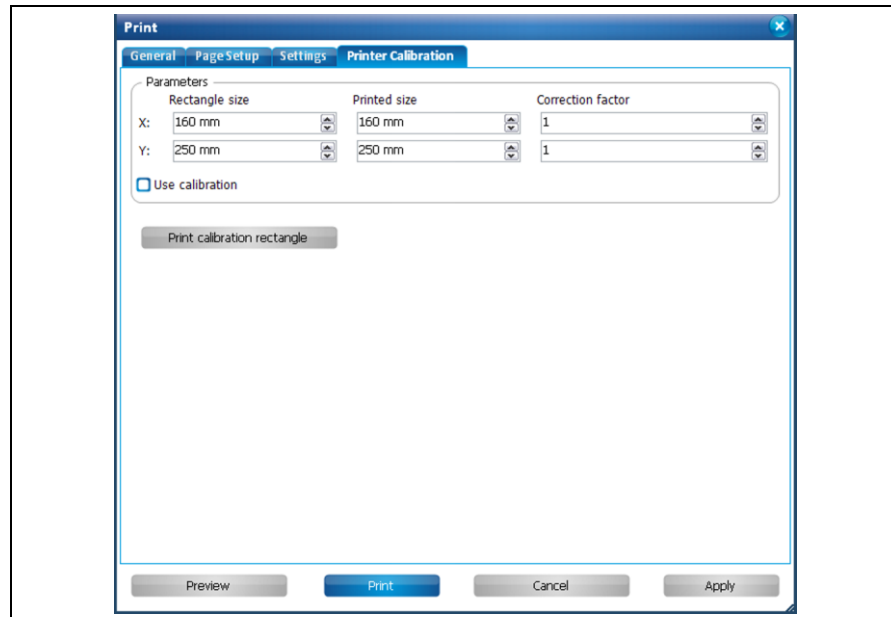 Print
General Page Setup Settings Printer Calibration
Parameters
Rectangle size Printed size Correction factor
X: 160 mm 160 mm 1
Y: 250 mm 250 mm 1
Use calibration
Print calibration rectangle
Preview Print Cancel Apply